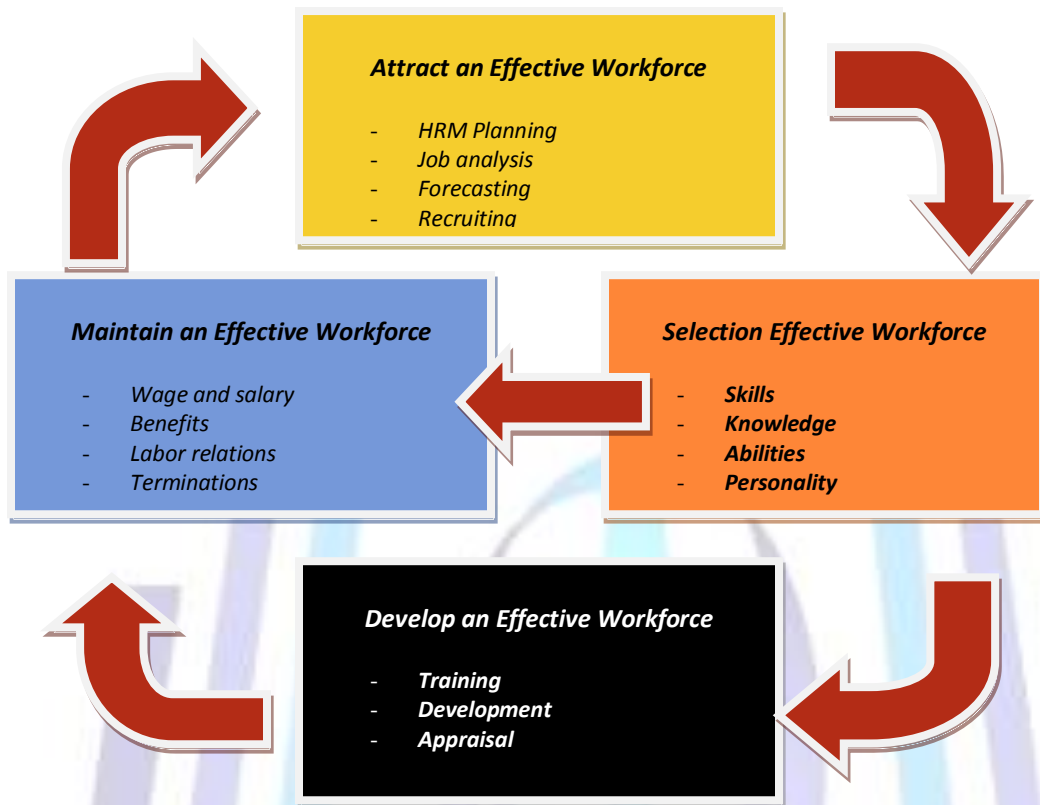 Attract an Effective Workforce
- HRM Planning
- Job analysis
- Forecasting
- Recruiting
Maintain an Effective Workforce
- Wage and salary
- Benefits
- Labor relations
- Terminations
Selection Effective Workforce
- Skills
- Knowledge
- Abilities
- Personality
Develop an Effective Workforce
- Training
- Development
- Appraisal